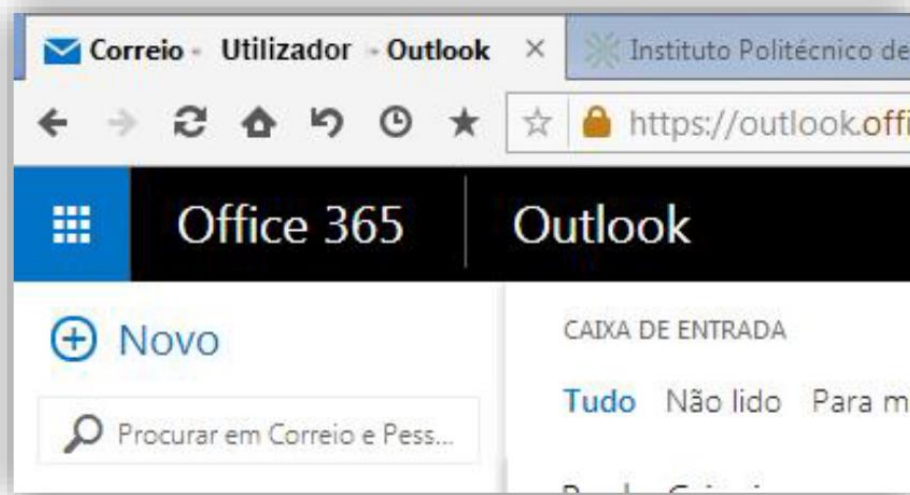 Correio - Utilizador - Outlook
Instituto Politécnico de
https://outlook.offi
Office 365
Outlook
Novo
Procurar em Correio e Pess...
CAIXA DE ENTRADA
Tudo Não lido Para m